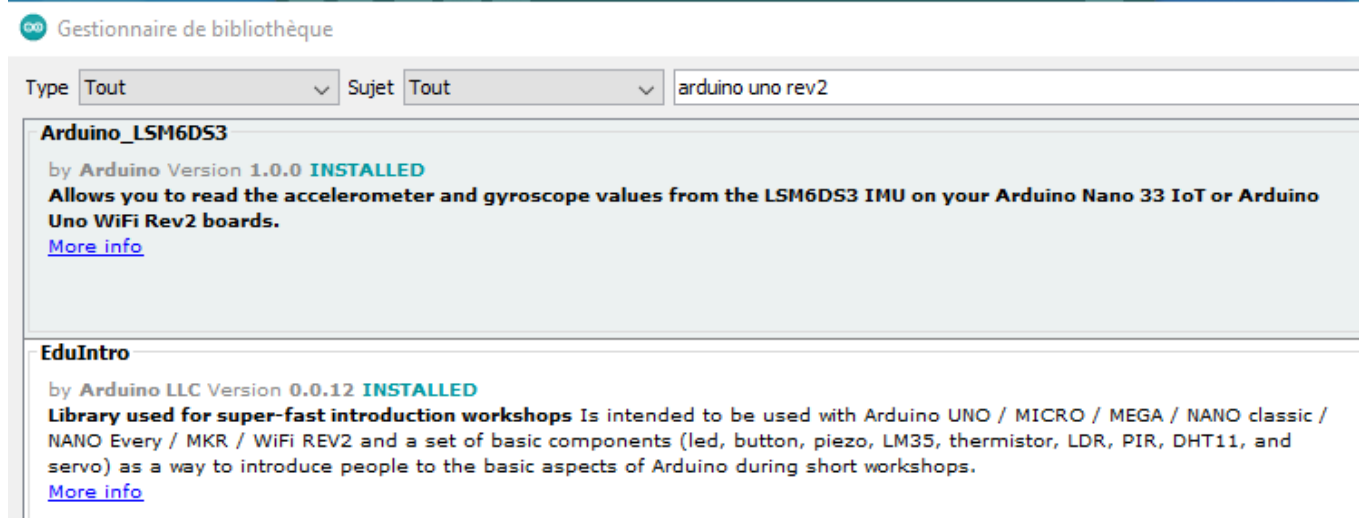 Gestionnaire de bibliothèque
Type Tout Sujet Tout arduino uno rev2
Arduino_LSM6DS3
by Arduino Version 1.0.0 INSTALLED
Allows you to read the accelerometer and gyroscope values from the LSM6DS3 IMU on your Arduino Nano 33 IoT or Arduino
Uno WiFi Rev2 boards.
More info
EduIntro
by Arduino LLC Version 0.0.12 INSTALLED
Library used for super-fast introduction workshops Is intended to be used with Arduino UNO / MICRO / MEGA / NANO classic /
NANO Every / MKR / WiFi REV2 and a set of basic components (led, button, piezo, LM35, thermistor, LDR, PIR, DHT11, and
servo) as a way to introduce people to the basic aspects of Arduino during short workshops.
More info